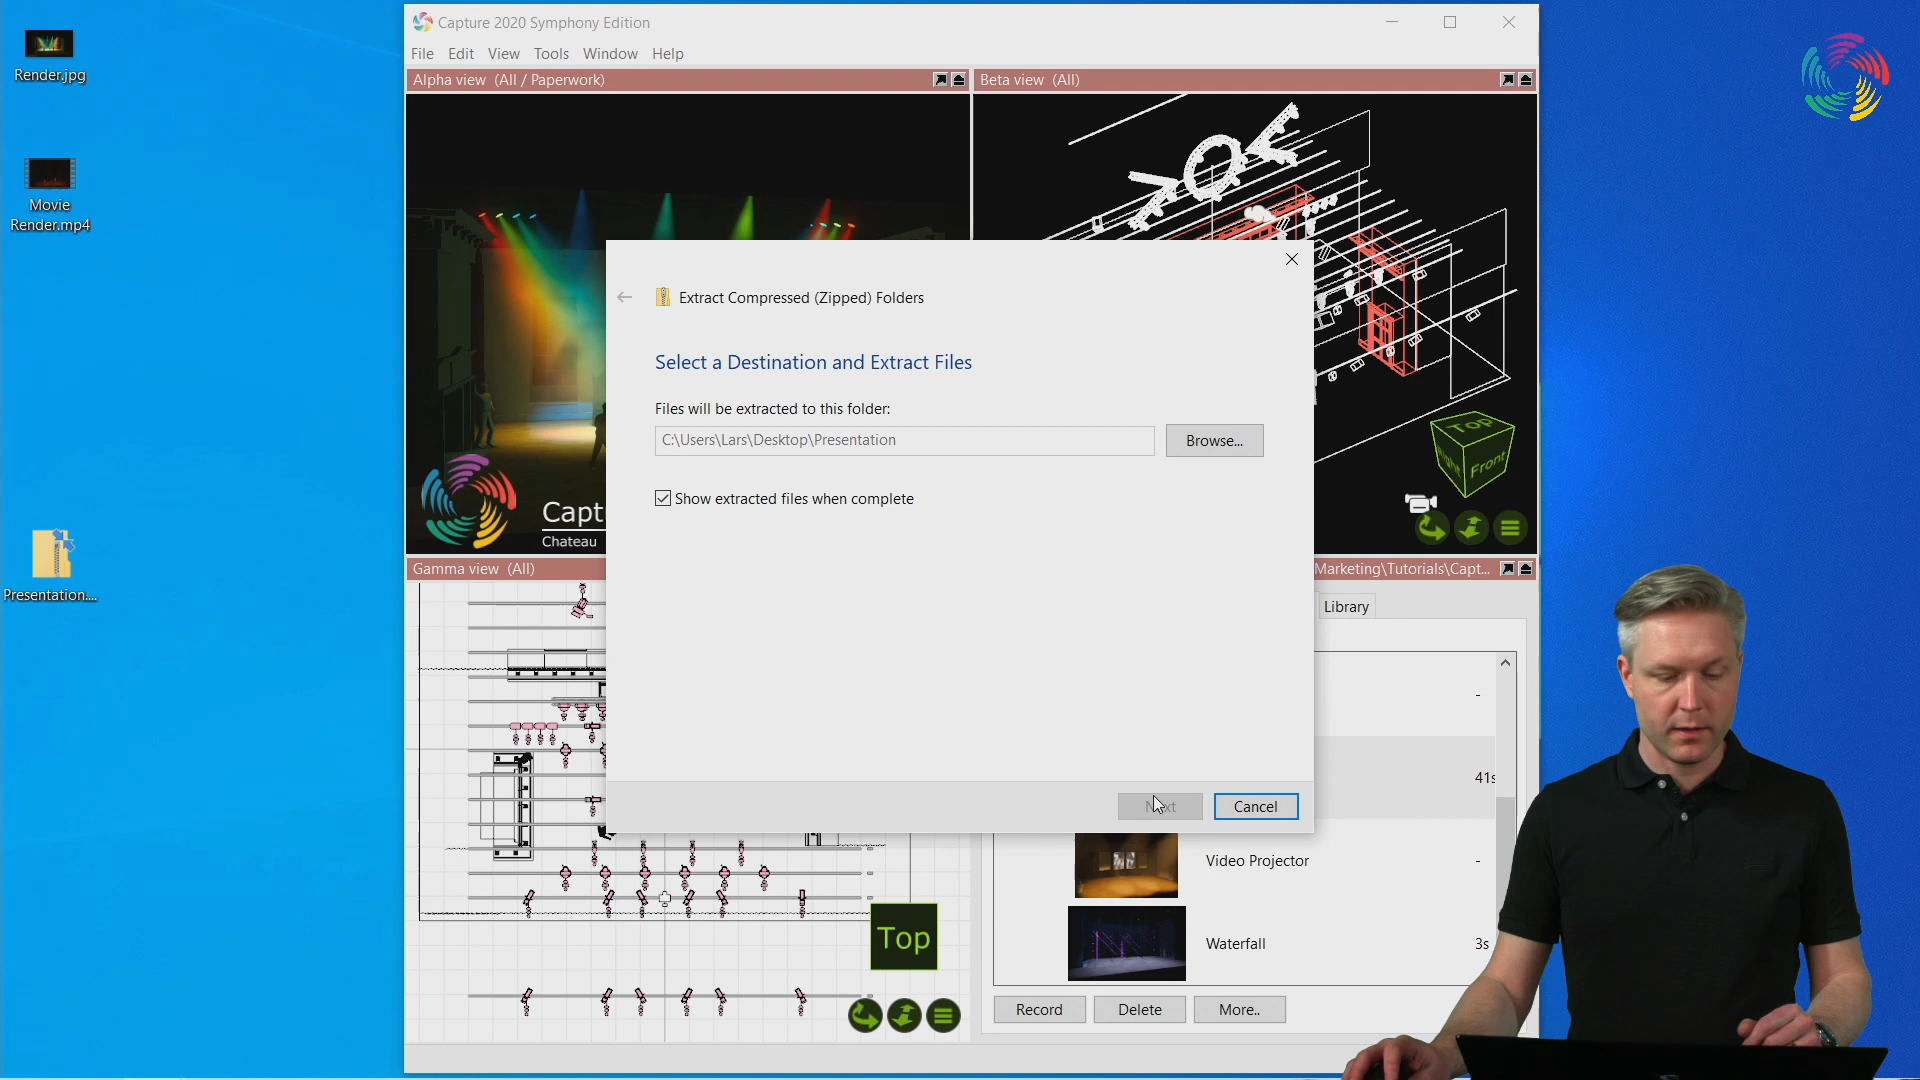 Render.jpg
Movie
Render.mp4
Presentation....
Capture 2020 Symphony Edition
File Edit View Tools Window Help
Alpha view (All / Paperwork)
Beta view (All)
Capt
Chateau
Top
Right
Front
Extract Compressed (Zipped) Folders
Select a Destination and Extract Files
Files will be extracted to this folder:
C:\Users\Lars\Desktop\Presentation
Browse...
Show extracted files when complete
Next
Cancel
Gamma view (All)
Top
Marketing\Tutorials\Capt...
Library
-
41s
Video Projector -
Waterfall 3s
Record Delete More..